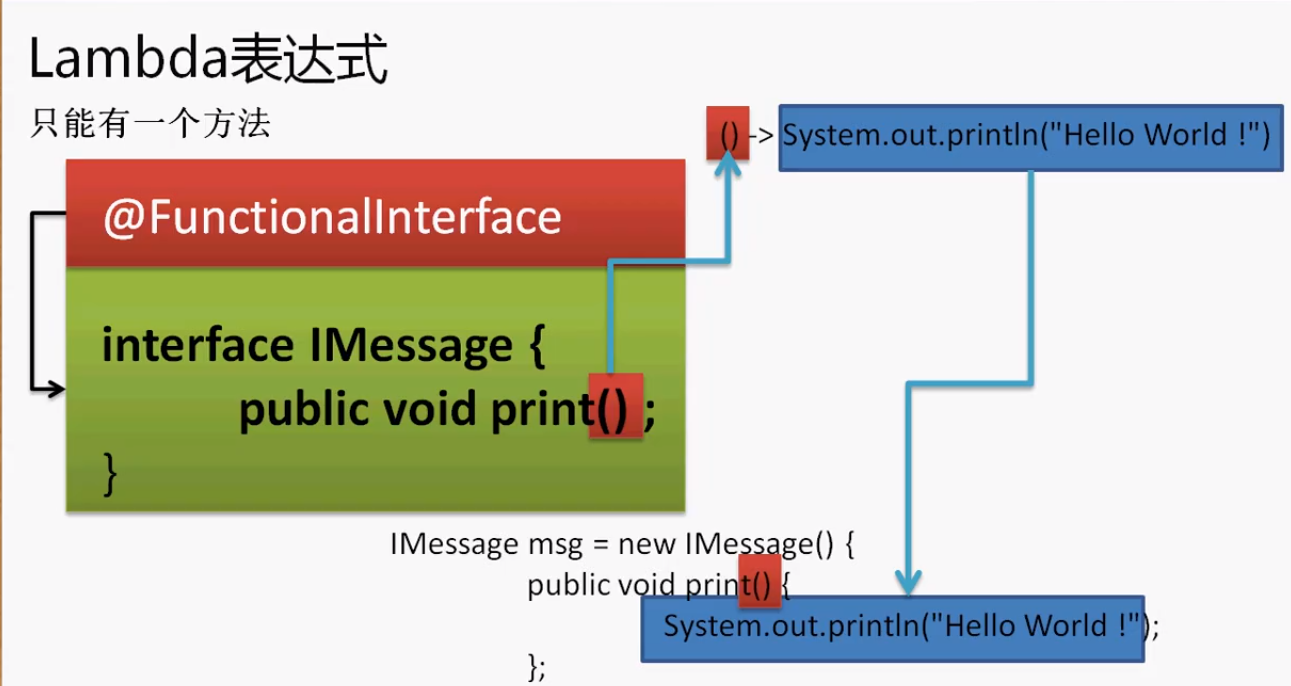 Lambda表达式
只能有一个方法
() -> System.out.println("Hello World !")
@FunctionalInterface
interface IMessage {
public void print() ;
}
IMessage msg = new IMessage() {
public void print() {
System.out.println("Hello World !");
};